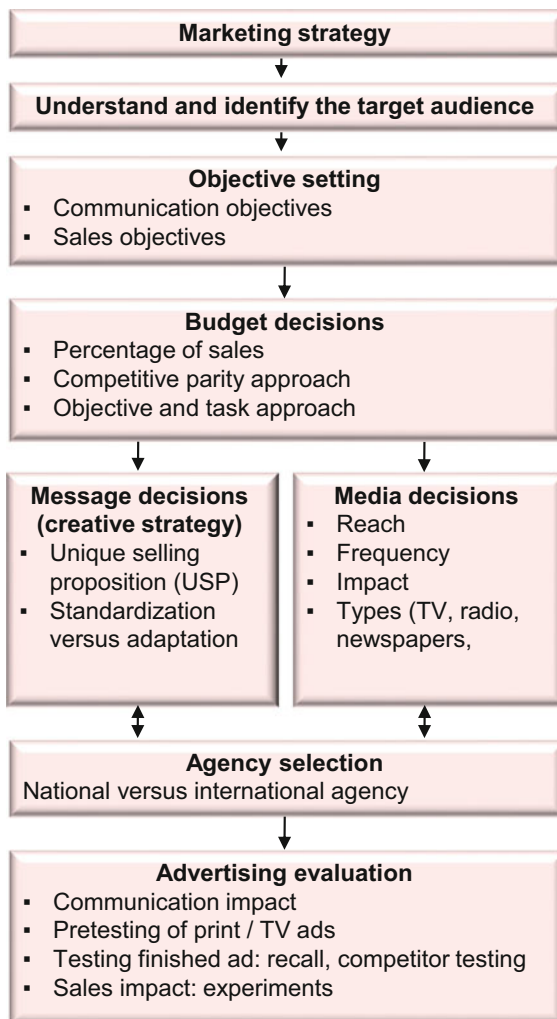 Marketing strategy
Understand and identify the target audience
Objective setting
▪ Communication objectives
▪ Sales objectives
Budget decisions
▪ Percentage of sales
▪ Competitive parity approach
▪ Objective and task approach
Message decisions
(creative strategy)
▪ Unique selling
proposition (USP)
▪ Standardization
versus adaptation
Media decisions
▪ Reach
▪ Frequency
▪ Impact
▪ Types (TV, radio,
newspapers,
Agency selection
National versus international agency
Advertising evaluation
▪ Communication impact
▪ Pretesting of print / TV ads
▪ Testing finished ad: recall, competitor testing
▪ Sales impact: experiments